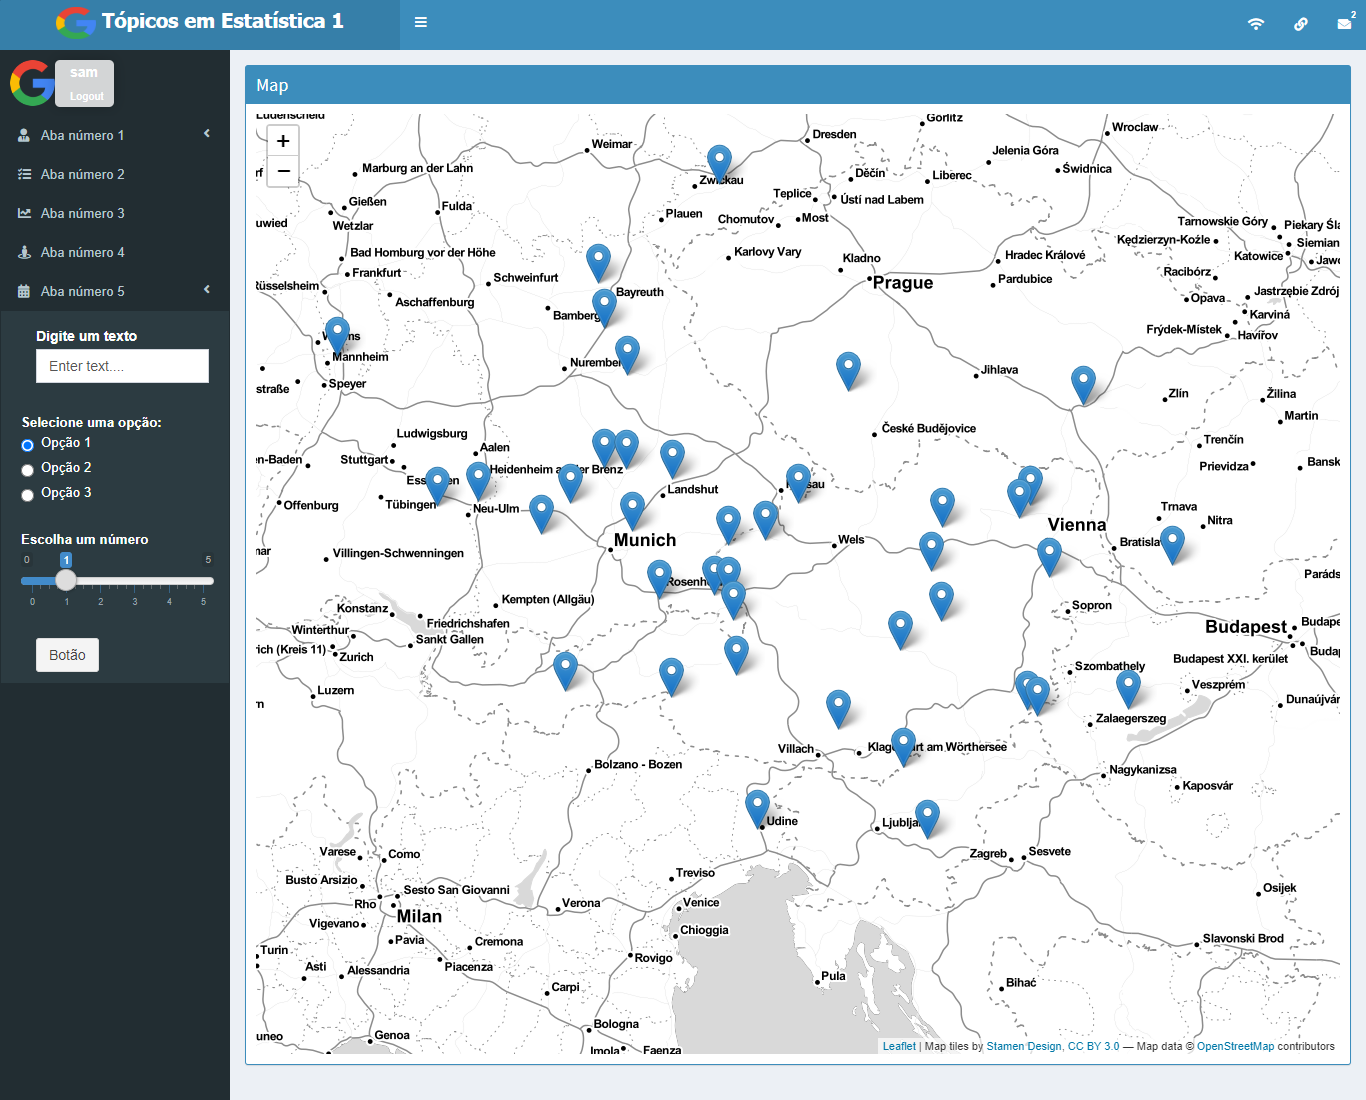 Tópicos em Estatística 1
2
sam
Logout
Aba número 1
Aba número 2
Aba número 3
Aba número 4
Aba número 5
Digite um texto
Enter text....
Selecione uma opção:
Opção 1
Opção 2
Opção 3
Escolha um número
0 1 5
0 1 2 3 4 5
Botão
Map
+
−
Weimar
Dresden
Görlitz
Wroclaw
Jelenia Góra
Świdnica
Marburg an der Lahn
Zwickau
Děčín
Liberec
Teplice
Ústí nad Labem
Gießen
Fulda
Wetzlar
Plauen
Chomutov
Most
Tarnowskie Góry
Kędzierzyn-Koźle
Katowice
Bad Homburg vor der Höhe
Karlovy Vary
Kladno
Hradec Králové
Racibórz
Frankfurt
Schweinfurt
Prague
Pardubice
Rüsselsheim
Aschaffenburg
Bayreuth
Bamberg
Opava
Jastrzębie Zdrój
Karviná
Frýdek-Místek
Havířov
Mannheim
Nuremberg
Speyer
Jihlava
Zlín
Žilina
Martin
Ludwigsburg
Aalen
České Budějovice
Trenčín
Stuttgart
Heidenheim an der Brenz
Prievidza
Tübingen
Neu-Ulm
Landshut
Offenburg
Trnava
Nitra
Munich
Wels
Vienna
Bratislava
Villingen-Schwenningen
Rosenheim
Kempten (Allgäu)
Konstanz
Friedrichshafen
Sopron
Winterthur
Sankt Gallen
Budapest
rich (Kreis 11)
Zurich
Budapest XXI. kerület
Szombathely
Luzern
Veszprém
Zalaegerszeg
Villach
Klagenfurt am Wörthersee
Bolzano - Bozen
Nagykanizsa
Kaposvár
Udine
Ljubljana
Varese
Como
Zagreb
Sesvete
Busto Arsizio
Sesto San Giovanni
Treviso
Osijek
Rho
Milan
Verona
Venice
Vigevano
Pavia
Cremona
Chioggia
Slavonski Brod
Turin
Asti
Alessandria
Piacenza
Rovigo
Carpi
Pula
Bihać
Bologna
Genoa
Imola
Faenza
Leaflet | Map tiles by Stamen Design, CC BY 3.0 — Map data © OpenStreetMap contributors